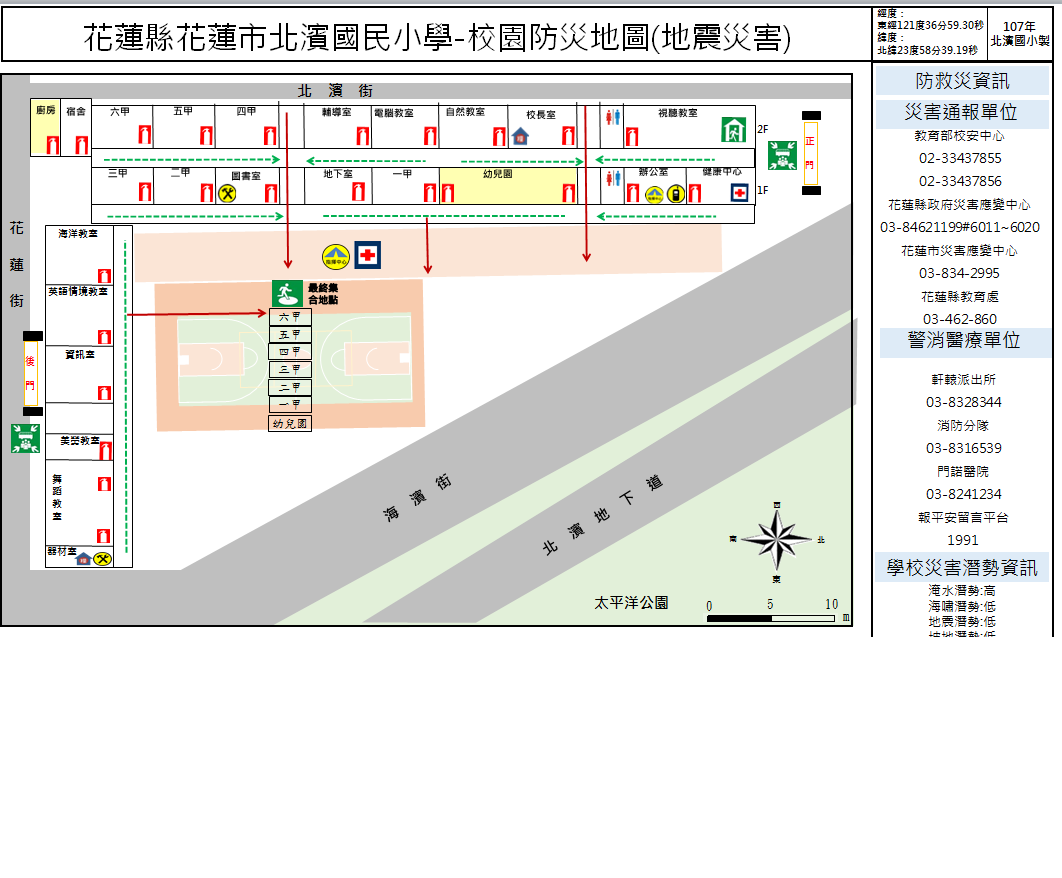 花蓮縣花蓮市北濱國民小學-校園防災地圖(地震災害)
經度：
東經121度36分59.30秒
緯度：
北緯23度58分39.19秒
107年
北濱國小製
北 濱 街
廚房
宿舍
六甲
五甲
四甲
輔導室
電腦教室
自然教室
校長室
視聽教室
2F
正
門
三甲
二甲
圖書室
地下室
一甲
幼兒園
辦公室
健康中心
1F
花
蓮
街
海洋教室
英語情境教室
資訊室
後
門
美勞教室
舞
蹈
教
室
器材室
指揮中心
最終集
合地點
六 甲
五 甲
四 甲
三 甲
二 甲
一 甲
幼兒園
海 濱 街
北 濱 地 下 道
西
南
北
東
太平洋公園
0 5 10
m
防救災資訊
災害通報單位
教育部校安中心
02-33437855
02-33437856
花蓮縣政府災害應變中心
03-84621199#6011~6020
花蓮市災害應變中心
03-834-2995
花蓮縣教育處
03-462-860
警消醫療單位
軒轅派出所
03-8328344
消防分隊
03-8316539
門諾醫院
03-8241234
報平安留言平台
1991
學校災害潛勢資訊
淹水潛勢:高
海嘯潛勢:低
地震潛勢:低
坡地潛勢:低